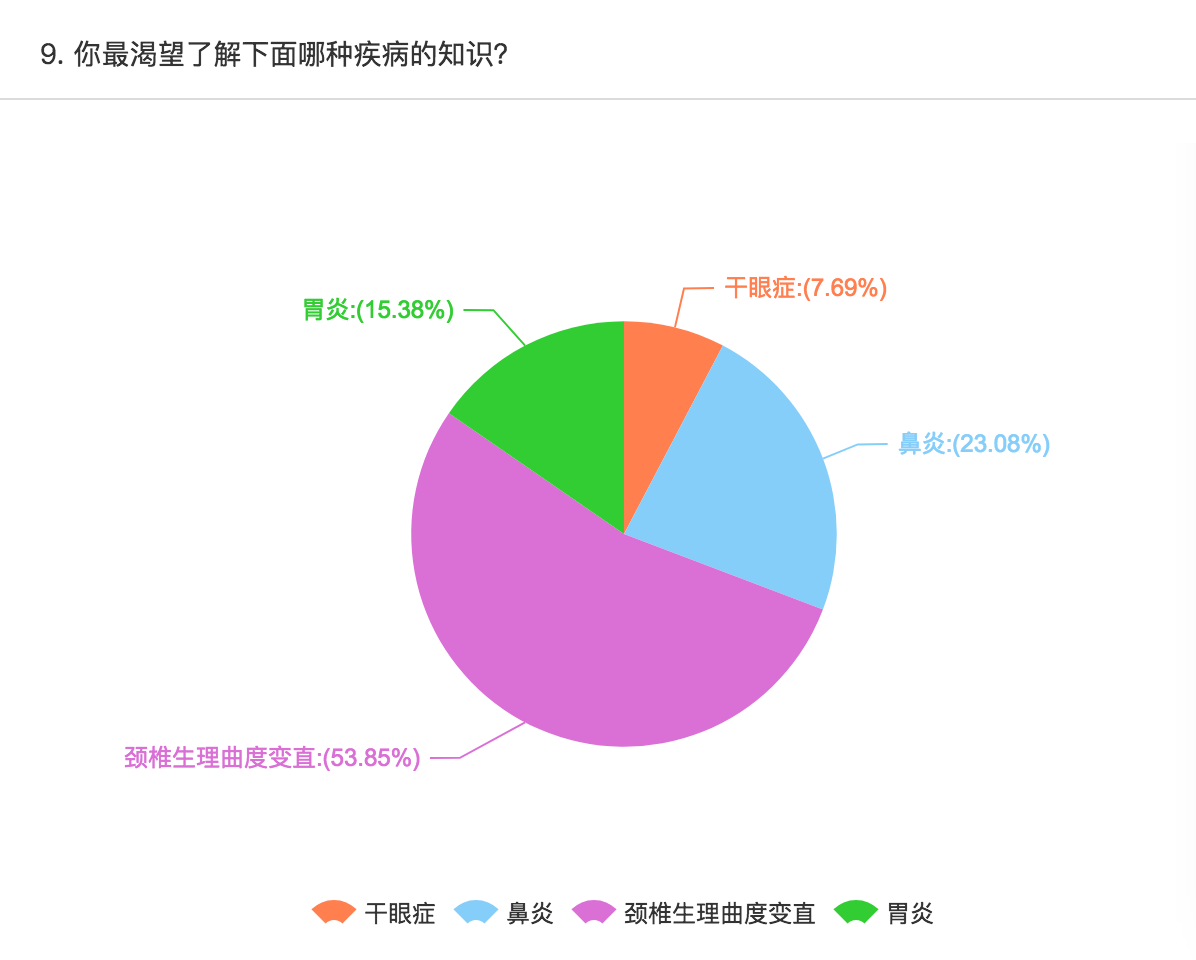 9. 你最渴望了解下面哪种疾病的知识?
干眼症:(7.69%)
胃炎:(15.38%)
鼻炎:(23.08%)
颈椎生理曲度变直:(53.85%)
干眼症 鼻炎 颈椎生理曲度变直 胃炎